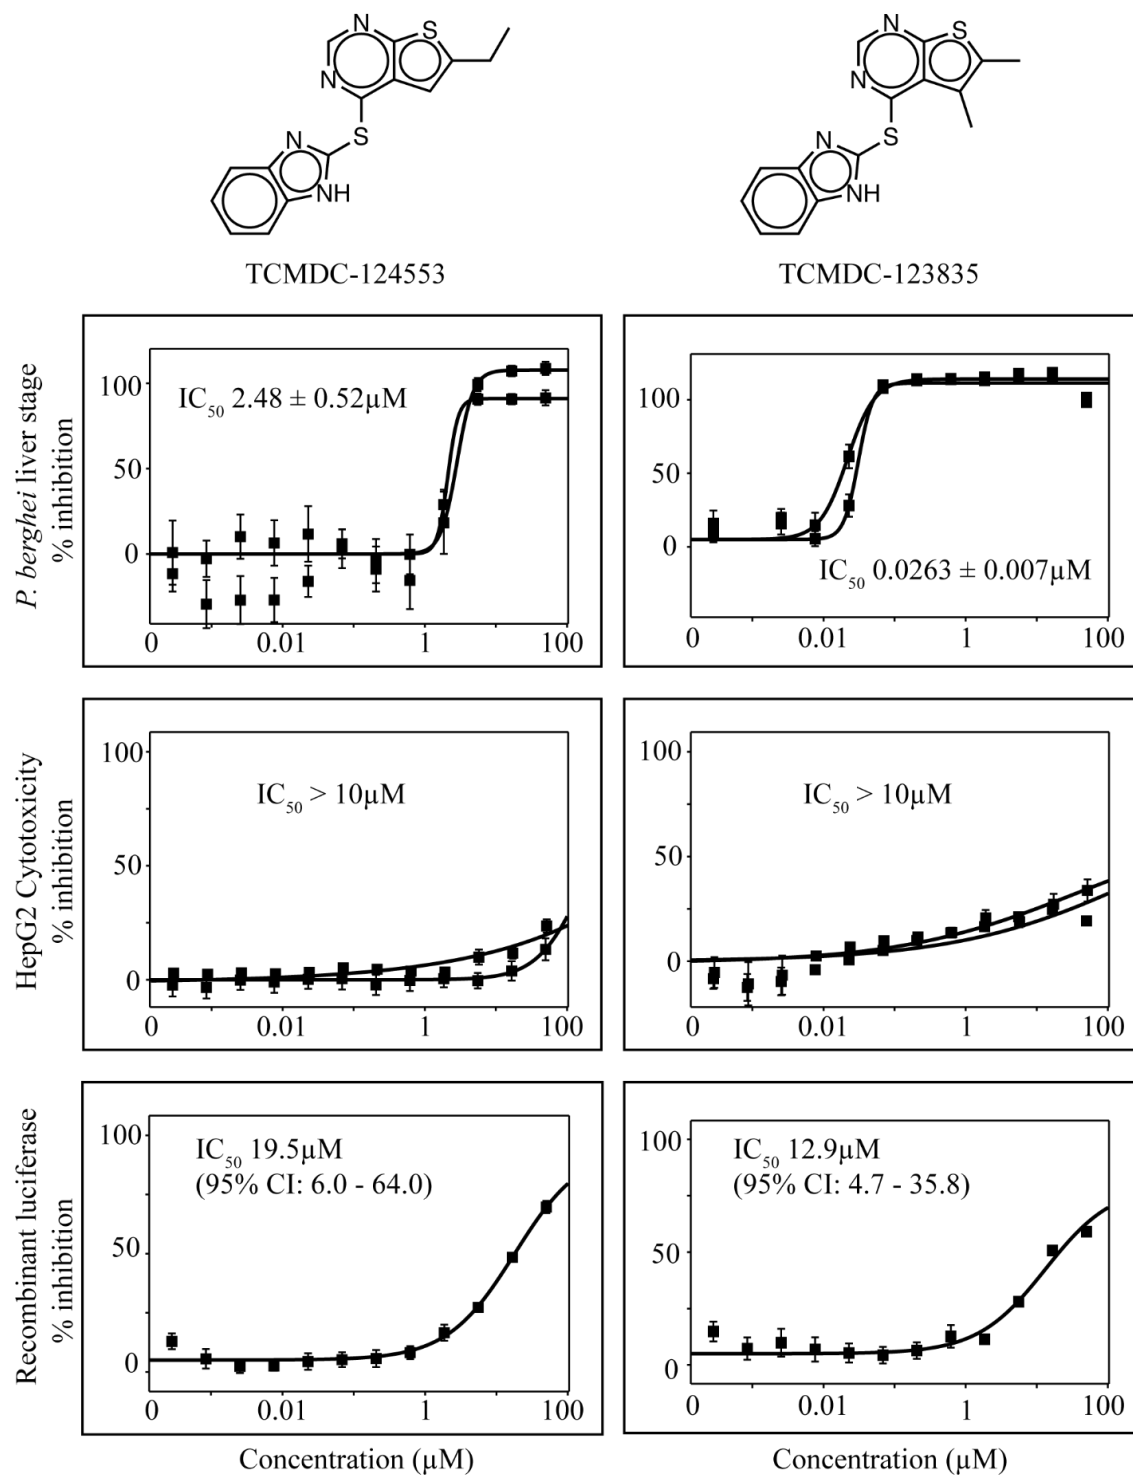 N
S
N
S
N
NH
TCMDC-124553
N
S
N
S
N
NH
TCMDC-123835
P. berghei liver stage
% inhibition
100
50
0
IC50 2.48 ± 0.52µM
0 0.01 1 100
100
50
0
IC50 0.0263 ± 0.007µM
0 0.01 1 100
HepG2 Cytotoxicity
% inhibition
100
50
0
IC50 > 10µM
0 0.01 1 100
100
50
0
IC50 > 10µM
0 0.01 1 100
Recombinant luciferase
% inhibition
100
50
0
IC50 19.5µM
(95% CI: 6.0 - 64.0)
0 0.01 1 100
Concentration (µM)
100
50
0
IC50 12.9µM
(95% CI: 4.7 - 35.8)
0 0.01 1 100
Concentration (µM)